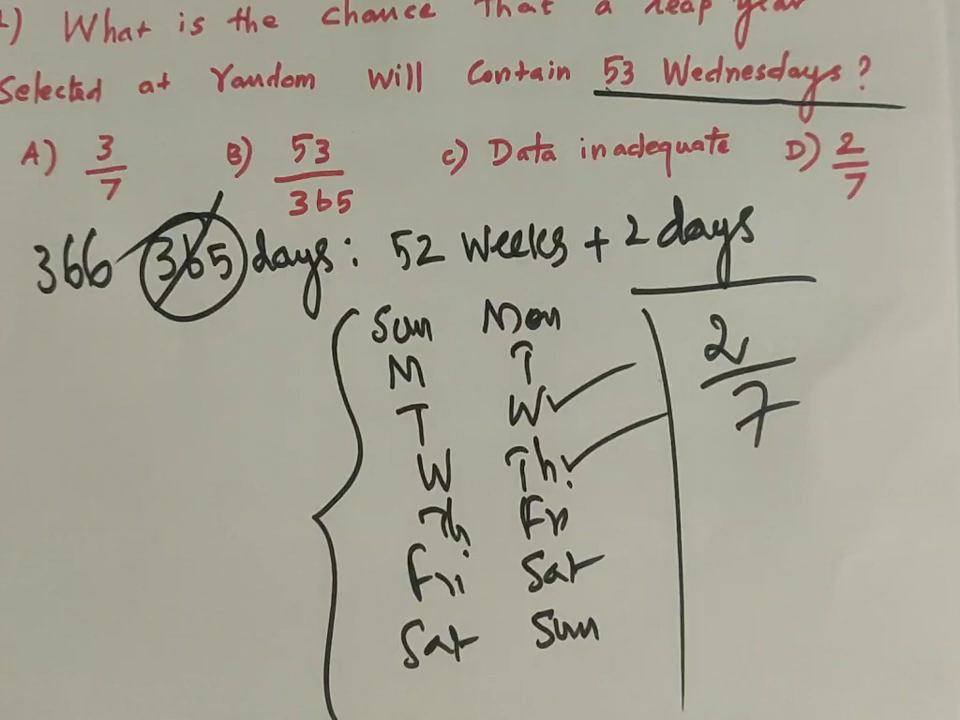 What is the chance that a leap year
Selected at random will Contain 53 Wednesdays?
A) 3/7 B) 53/365 c) Data inadequate D) 2/7
366 365 days: 52 weeks + 2 days
Sun Mon
M T
T W
W Th
Th Fri
Fri Sat
Sat Sun
2/7